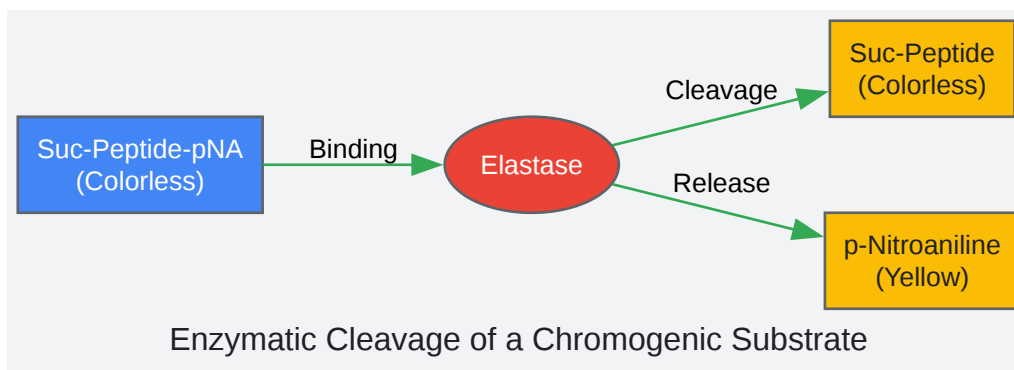 Suc-Peptide-pNA
(Colorless)
Binding
Elastase
Cleavage
Suc-Peptide
(Colorless)
Release
p-Nitroaniline
(Yellow)
Enzymatic Cleavage of a Chromogenic Substrate